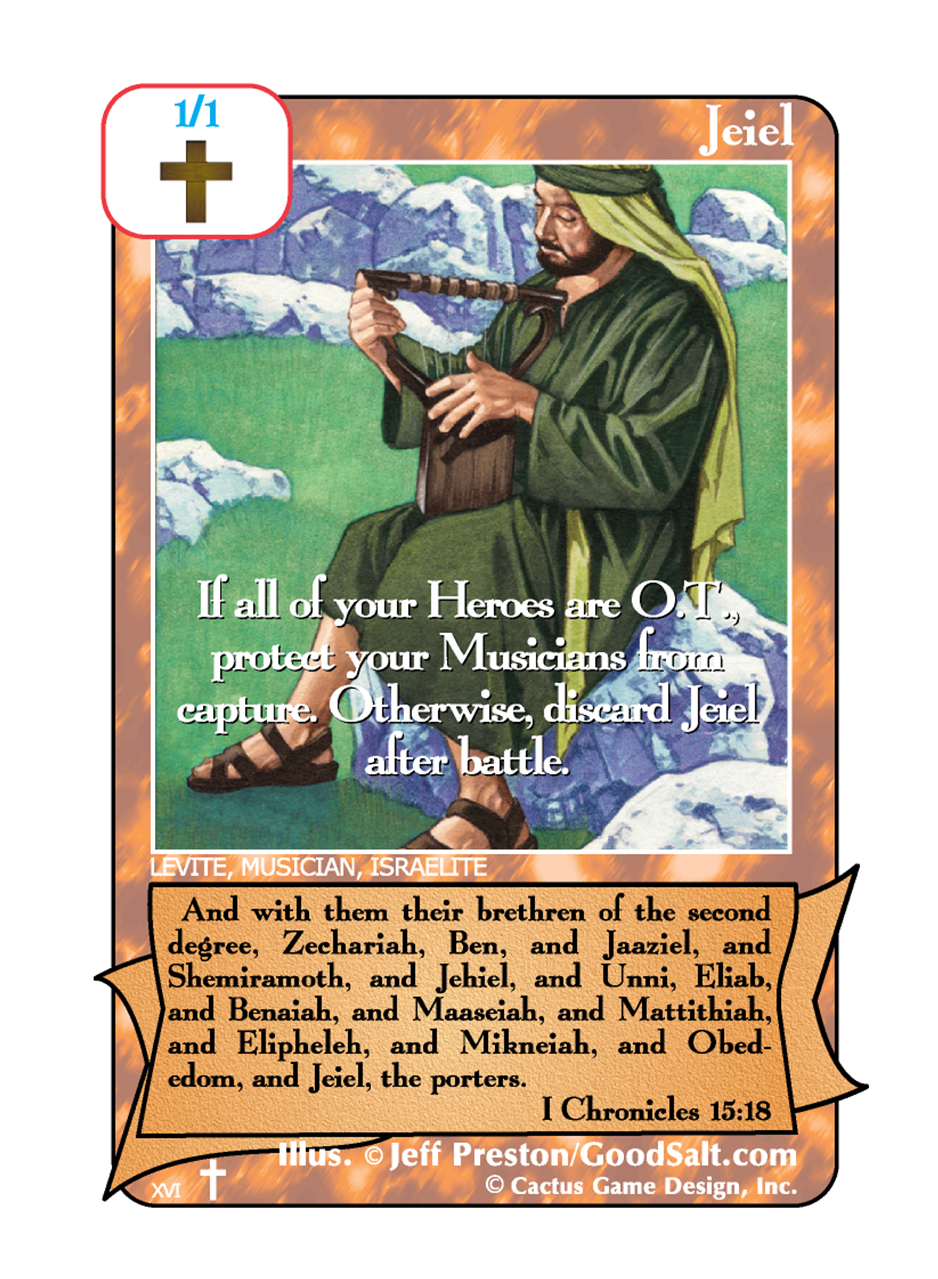 1/1
Jeiel
If all of your Heroes are O.T.,
protect your Musicians from
capture. Otherwise, discard Jeiel
after battle.
LEVITE, MUSICIAN, ISRAELITE
And with them their brethren of the second
degree, Zechariah, Ben, and Jaaziel, and
Shemiramoth, and Jehiel, and Unni, Eliab,
and Benaiah, and Maaseiah, and Mattithiah,
and Elipheleh, and Mikneiah, and Obed-
edom, and Jeiel, the porters.
I Chronicles 15:18
Illus. © Jeff Preston/GoodSalt.com
XVI
© Cactus Game Design, Inc.